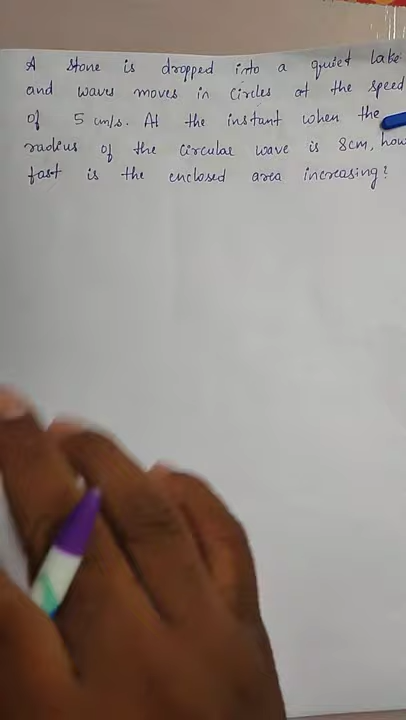 A stone is dropped into a quiet lake
and waves moves in circles at the speed
of 5 cm/s. At the instant when the
radius of the circular wave is 8cm, how
fast is the enclosed area increasing?